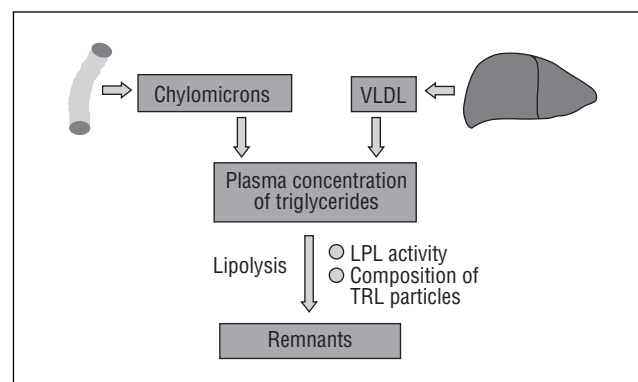 Chylomicrons
VLDL
Plasma concentration
of triglycerides
Lipolysis
LPL activity
Composition of
TRL particles
Remnants